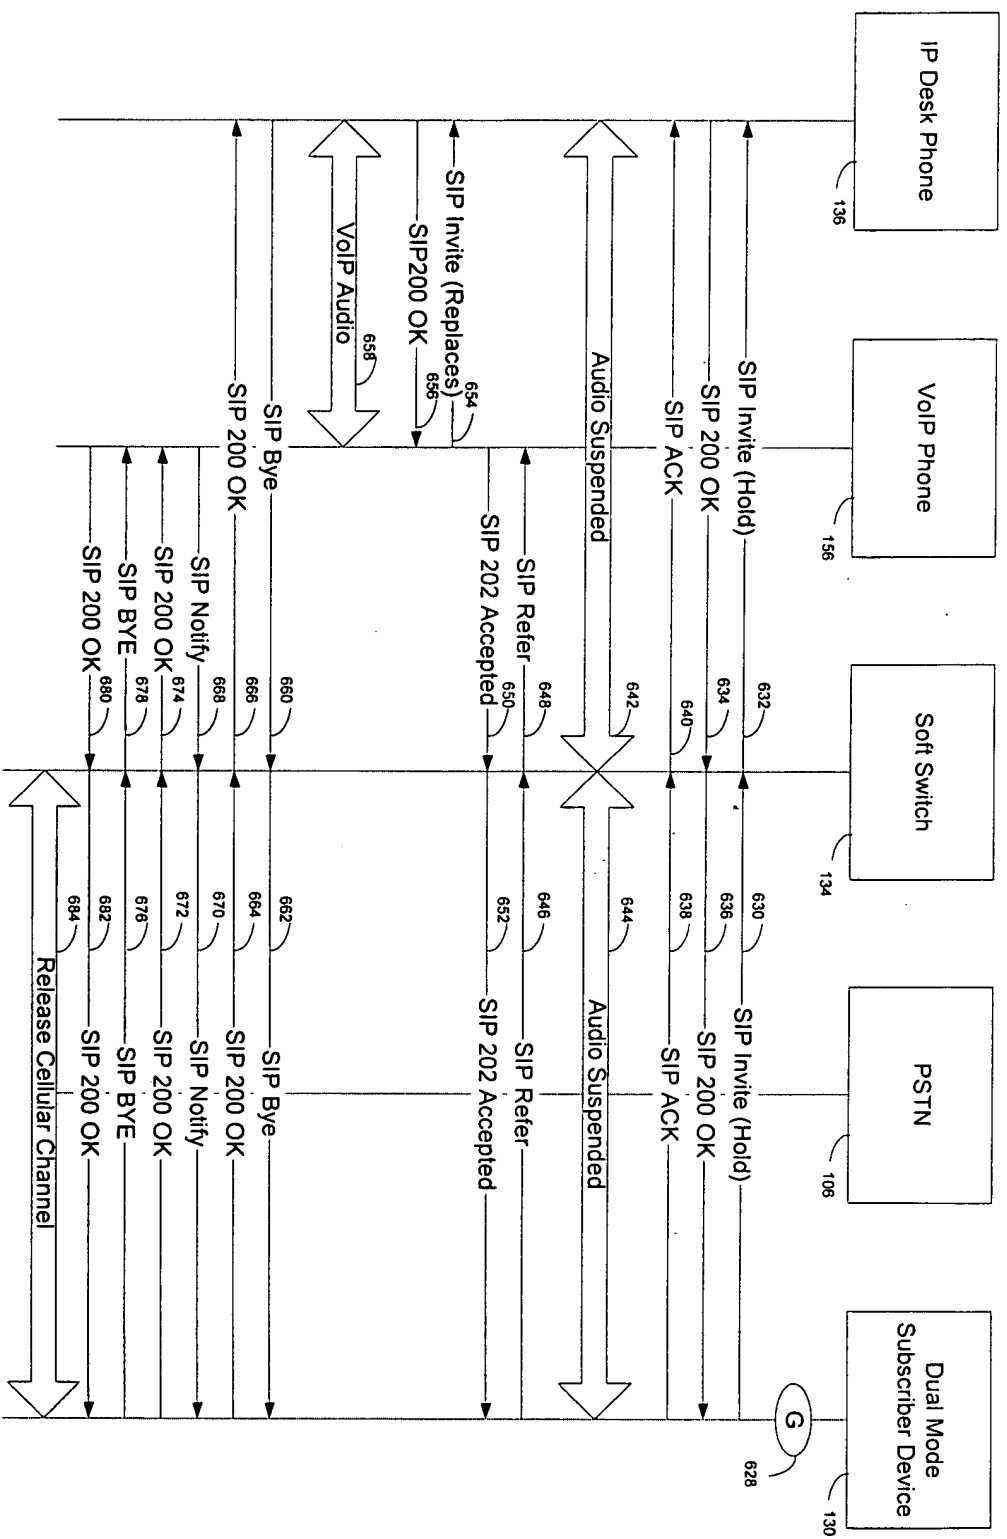 IP Desk Phone
136
VoIP Phone
156
Soft Switch
134
PSTN
106
Dual Mode
Subscriber Device
130
G
628
SIP Invite (Hold)
632
SIP Invite (Hold)
630
SIP 200 OK
634
SIP 200 OK
636
SIP ACK
640
SIP ACK
638
Audio Suspended
642
Audio Suspended
644
SIP Refer
648
SIP Refer
646
SIP 202 Accepted
650
SIP 202 Accepted
652
SIP Invite (Replaces)
654
SIP200 OK
656
VoIP Audio
658
SIP Bye
660
SIP Bye
662
SIP 200 OK
666
SIP 200 OK
664
SIP Notify
668
SIP Notify
670
SIP 200 OK
674
SIP 200 OK
672
SIP BYE
678
SIP BYE
676
SIP 200 OK
680
SIP 200 OK
682
Release Cellular Channel
684